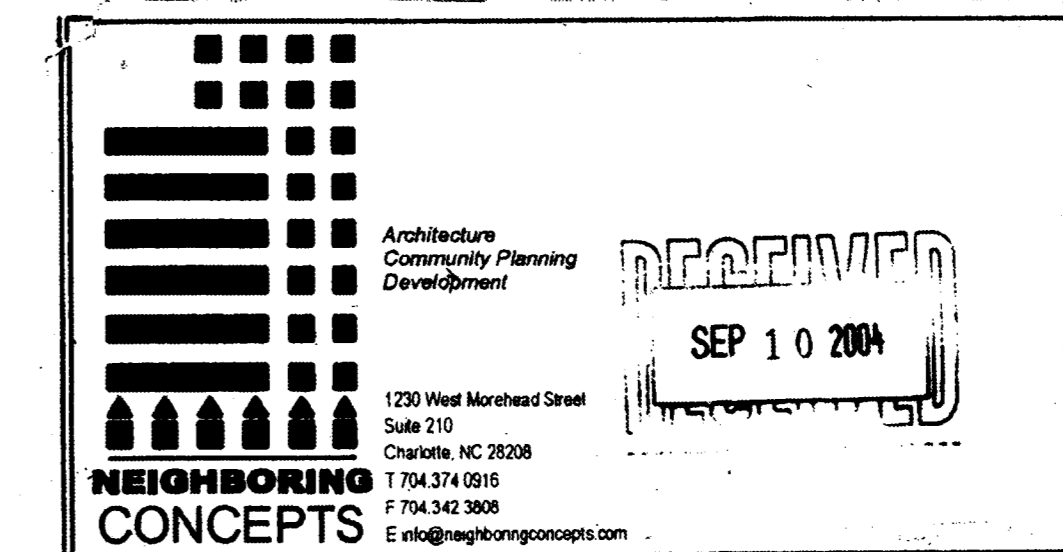 Architecture
Community Planning
Development
RECEIVED
SEP 10 2004
1230 West Morehead Street
Suite 210
Charlotte, NC 28208
T 704.374 0916
F 704.342 3808
E info@neighboringconcepts.com
NEIGHBORING
CONCEPTS